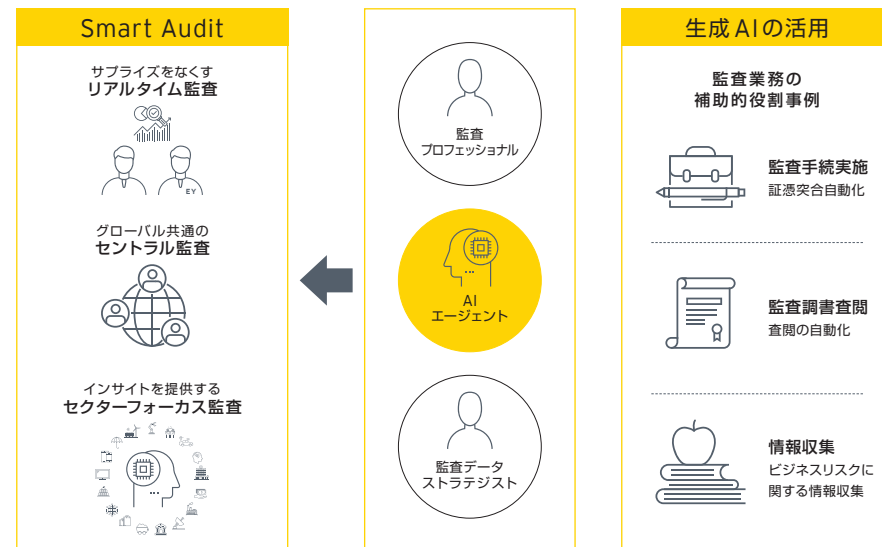 Smart Audit
サプライズをなくす
リアルタイム監査
EY
グローバル共通の
セントラル監査
インサイトを提供する
セクターフォーカス監査
監査
プロフェッショナル
AI
エージェント
監査データ
ストラテジスト
生成AIの活用
監査業務の
補助的役割事例
監査手続実施
証憑突合自動化
監査調書査閲
査閲の自動化
情報収集
ビジネスリスクに
関する情報収集